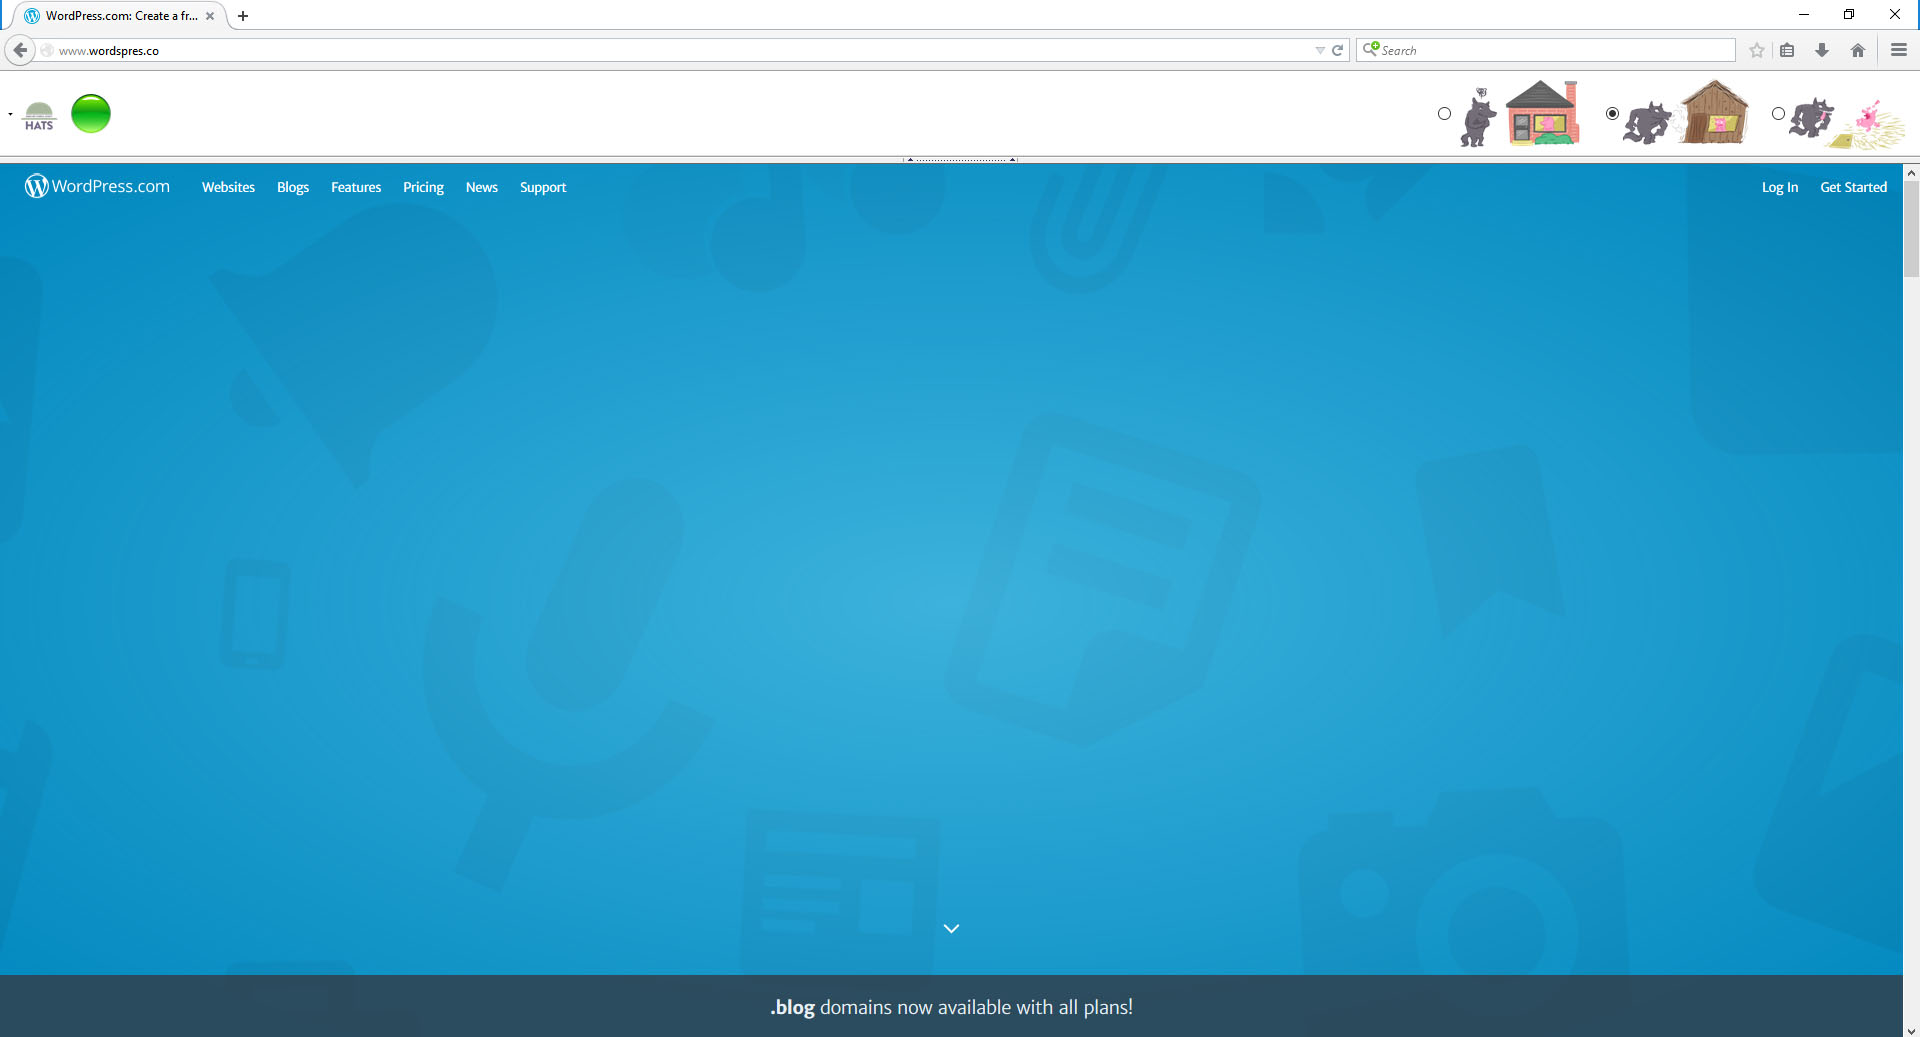 WordPress.com: Create a fr...
www.wordspres.co
Search
HATS
WordPress.com Websites Blogs Features Pricing News Support Log In Get Started
.blog domains now available with all plans!